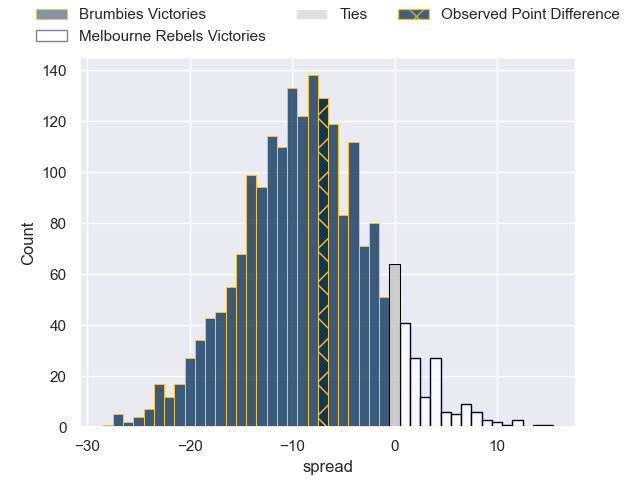 Brumbies Victories
Melbourne Rebels Victories
Ties
Observed Point Difference
140
120
100
80
60
40
20
0
Count
−30
−20
−10
0
10
spread